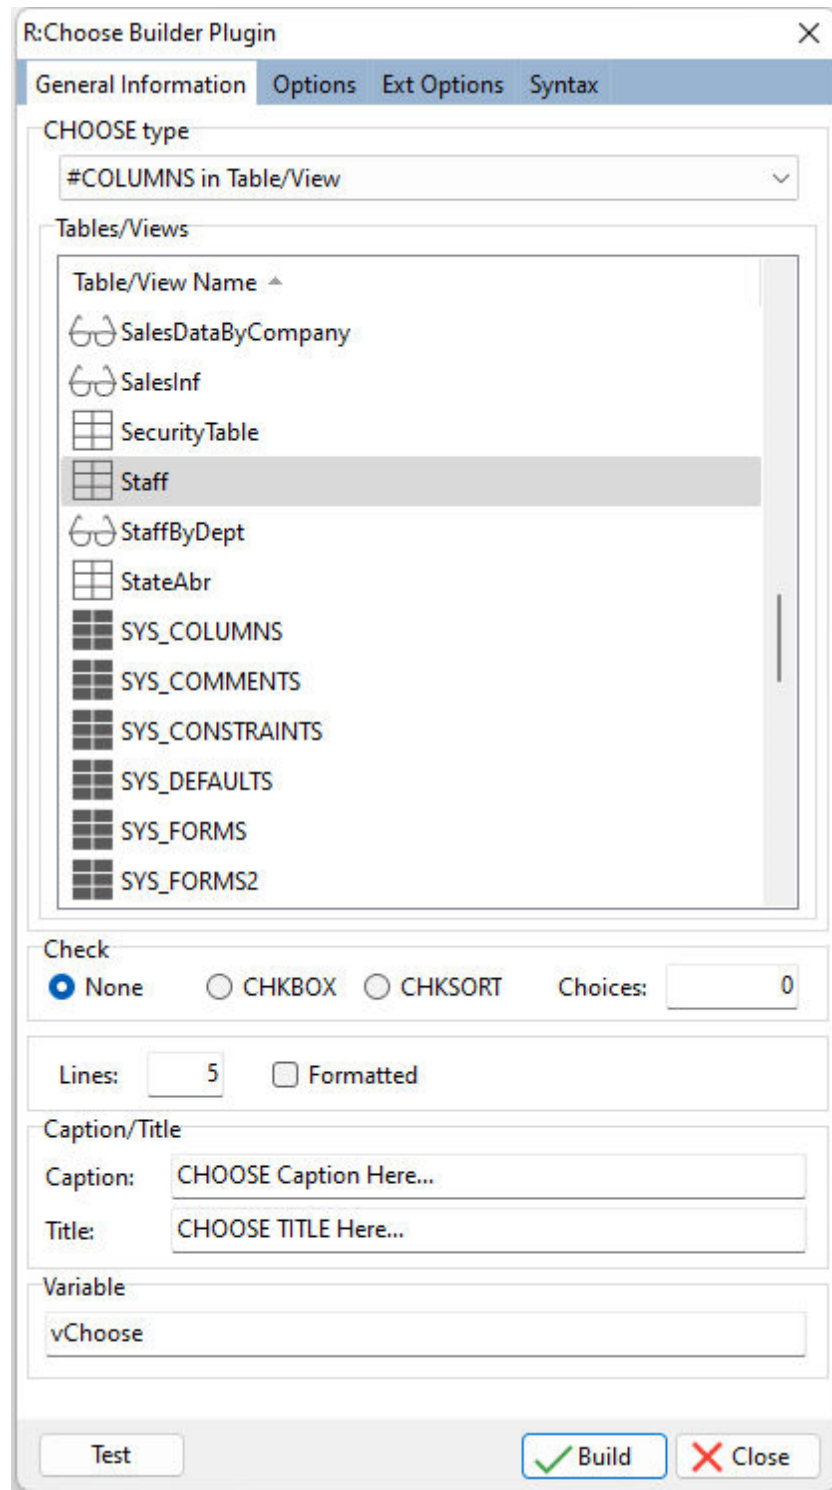 R:Choose Builder Plugin
General Information Options Ext Options Syntax
CHOOSE type
#COLUMNS in Table/View
Tables/Views
Table/View Name
SalesDataByCompany
SalesInf
SecurityTable
Staff
StaffByDept
StateAbr
SYS_COLUMNS
SYS_COMMENTS
SYS_CONSTRAINTS
SYS_DEFAULTS
SYS_FORMS
SYS_FORMS2
Check
None CHKBOX CHKSORT Choices: 0
Lines: 5 Formatted
Caption/Title
Caption: CHOOSE Caption Here...
Title: CHOOSE TITLE Here...
Variable
vChoose
Test Build Close